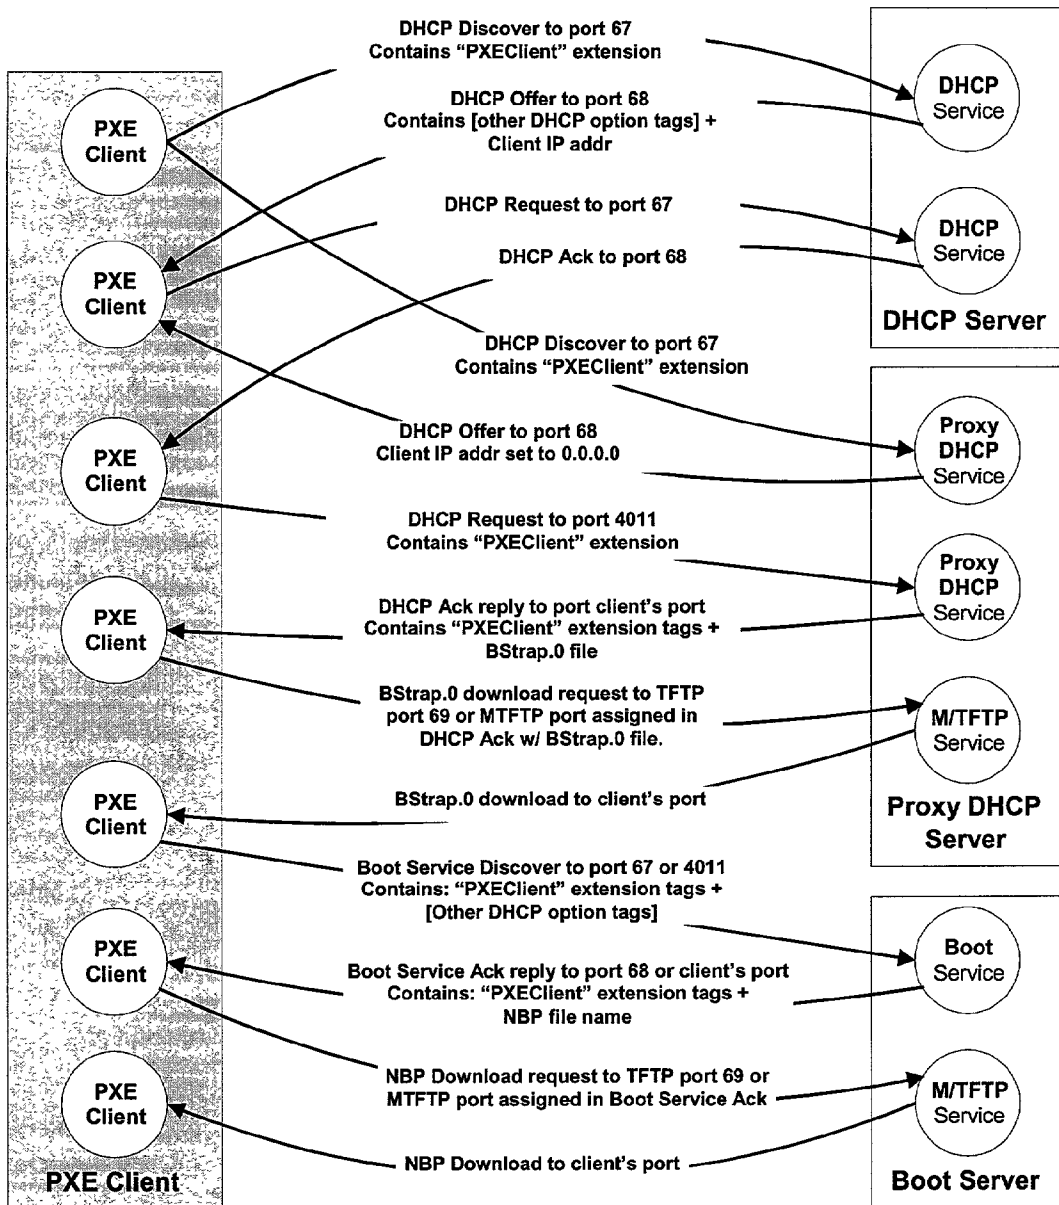 DHCP Discover to port 67
Contains “PXEClient” extension
DHCP
Service
PXE
Client
DHCP Offer to port 68
Contains [other DHCP option tags] +
Client IP addr
DHCP Request to port 67
DHCP
Service
PXE
Client
DHCP Ack to port 68
DHCP Server
DHCP Discover to port 67
Contains “PXEClient” extension
Proxy
DHCP
Service
PXE
Client
DHCP Offer to port 68
Client IP addr set to 0.0.0.0
DHCP Request to port 4011
Contains “PXEClient” extension
Proxy
DHCP
Service
PXE
Client
DHCP Ack reply to port client’s port
Contains “PXEClient” extension tags +
BStrap.0 file
BStrap.0 download request to TFTP
port 69 or MTFTP port assigned in
DHCP Ack w/ BStrap.0 file.
M/TFTP
Service
PXE
Client
BStrap.0 download to client’s port
Proxy DHCP
Server
Boot Service Discover to port 67 or 4011
Contains: “PXEClient” extension tags +
[Other DHCP option tags]
Boot
Service
PXE
Client
Boot Service Ack reply to port 68 or client’s port
Contains: “PXEClient” extension tags +
NBP file name
NBP Download request to TFTP port 69 or
MTFTP port assigned in Boot Service Ack
M/TFTP
Service
PXE
Client
NBP Download to client’s port
PXE Client
Boot Server